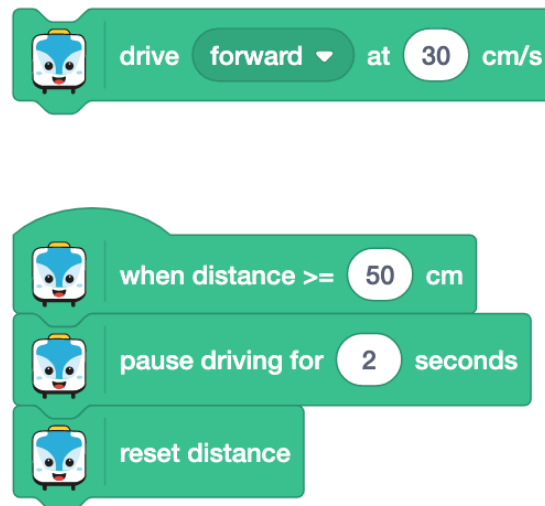 drive forward at 30 cm/s
when distance >= 50 cm
pause driving for 2 seconds
reset distance